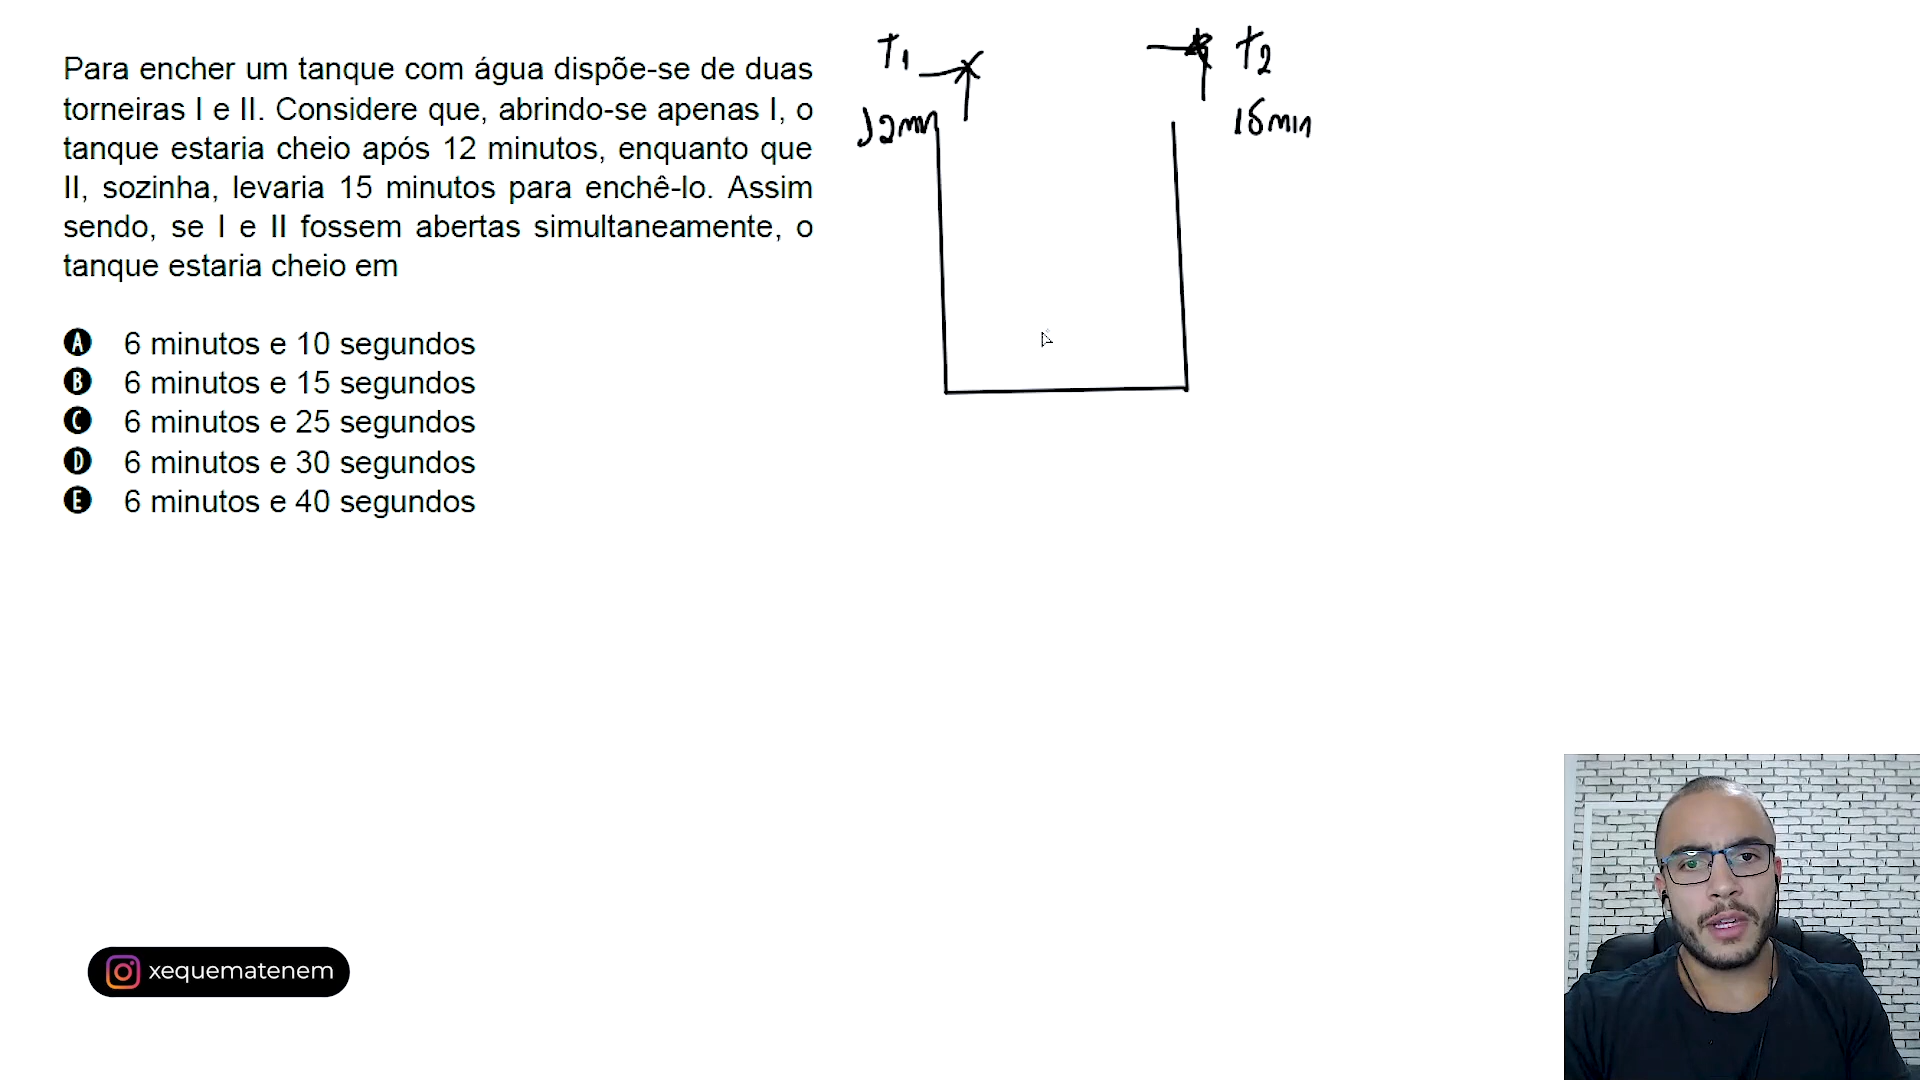 Para encher um tanque com água dispõe-se de duas
torneiras I e II. Considere que, abrindo-se apenas I, o
tanque estaria cheio após 12 minutos, enquanto que
II, sozinha, levaria 15 minutos para enchê-lo. Assim
sendo, se I e II fossem abertas simultaneamente, o
tanque estaria cheio em
A 6 minutos e 10 segundos
B 6 minutos e 15 segundos
C 6 minutos e 25 segundos
D 6 minutos e 30 segundos
E 6 minutos e 40 segundos
T1
12min
T2
15min
xequematenem